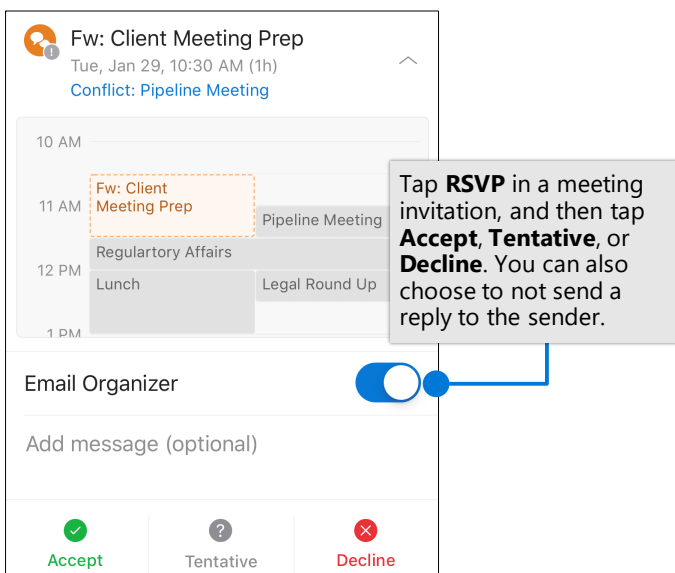 Fw: Client Meeting Prep
Tue, Jan 29, 10:30 AM (1h)
Conflict: Pipeline Meeting
10 AM
Fw: Client
Meeting Prep
11 AM
Pipeline Meeting
Regulartory Affairs
12 PM
Lunch
Legal Round Up
1 PM
Tap RSVP in a meeting
invitation, and then tap
Accept, Tentative, or
Decline. You can also
choose to not send a
reply to the sender.
Email Organizer
Add message (optional)
Accept
Tentative
Decline